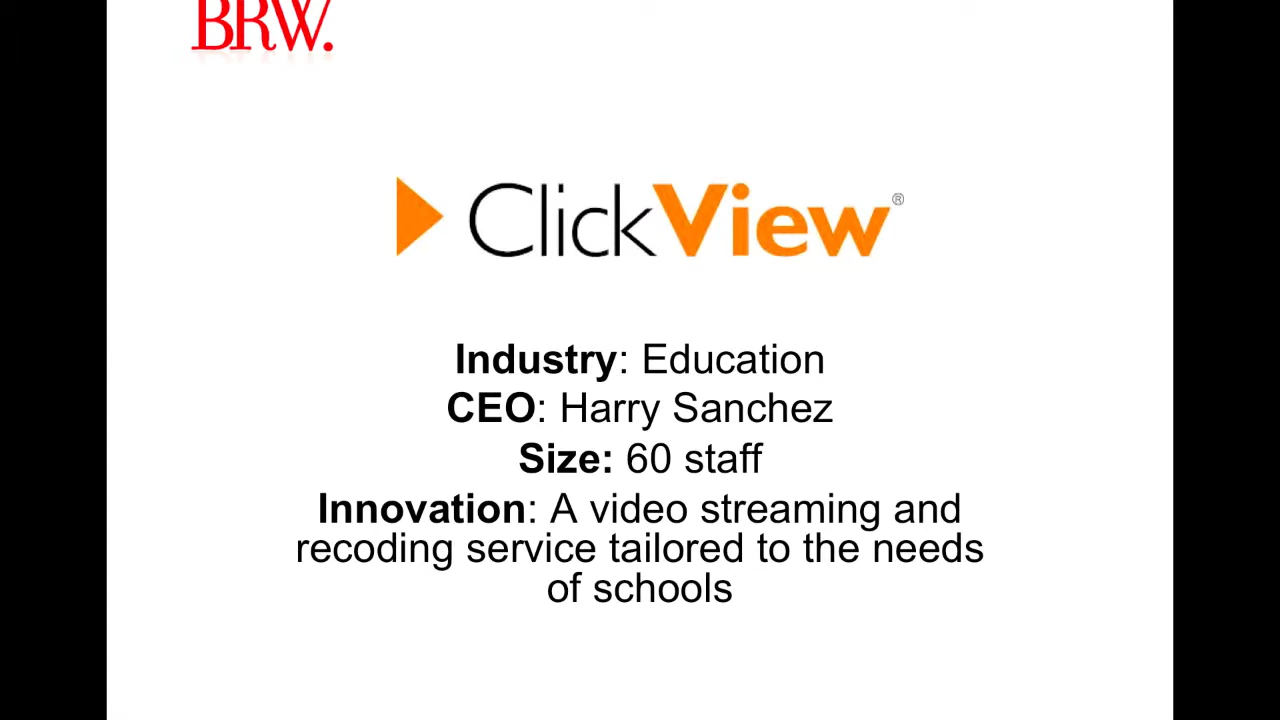 BRW.
ClickView®
Industry: Education
CEO: Harry Sanchez
Size: 60 staff
Innovation: A video streaming and
recoding service tailored to the needs
of schools